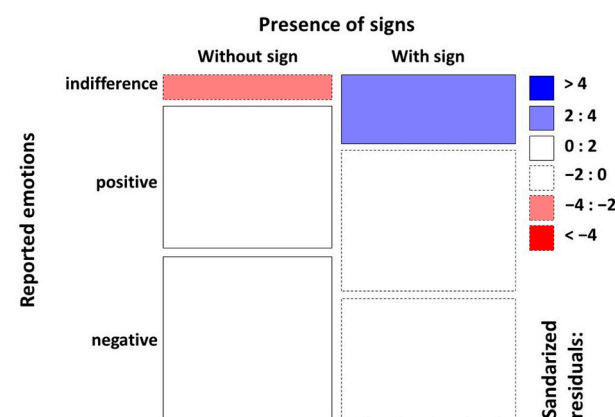 Presence of signs
Without sign
With sign
indifference
positive
negative
Reported emotions
> 4
2 : 4
0 : 2
−2 : 0
−4 : −2
< −4
Sandarized
residuals: